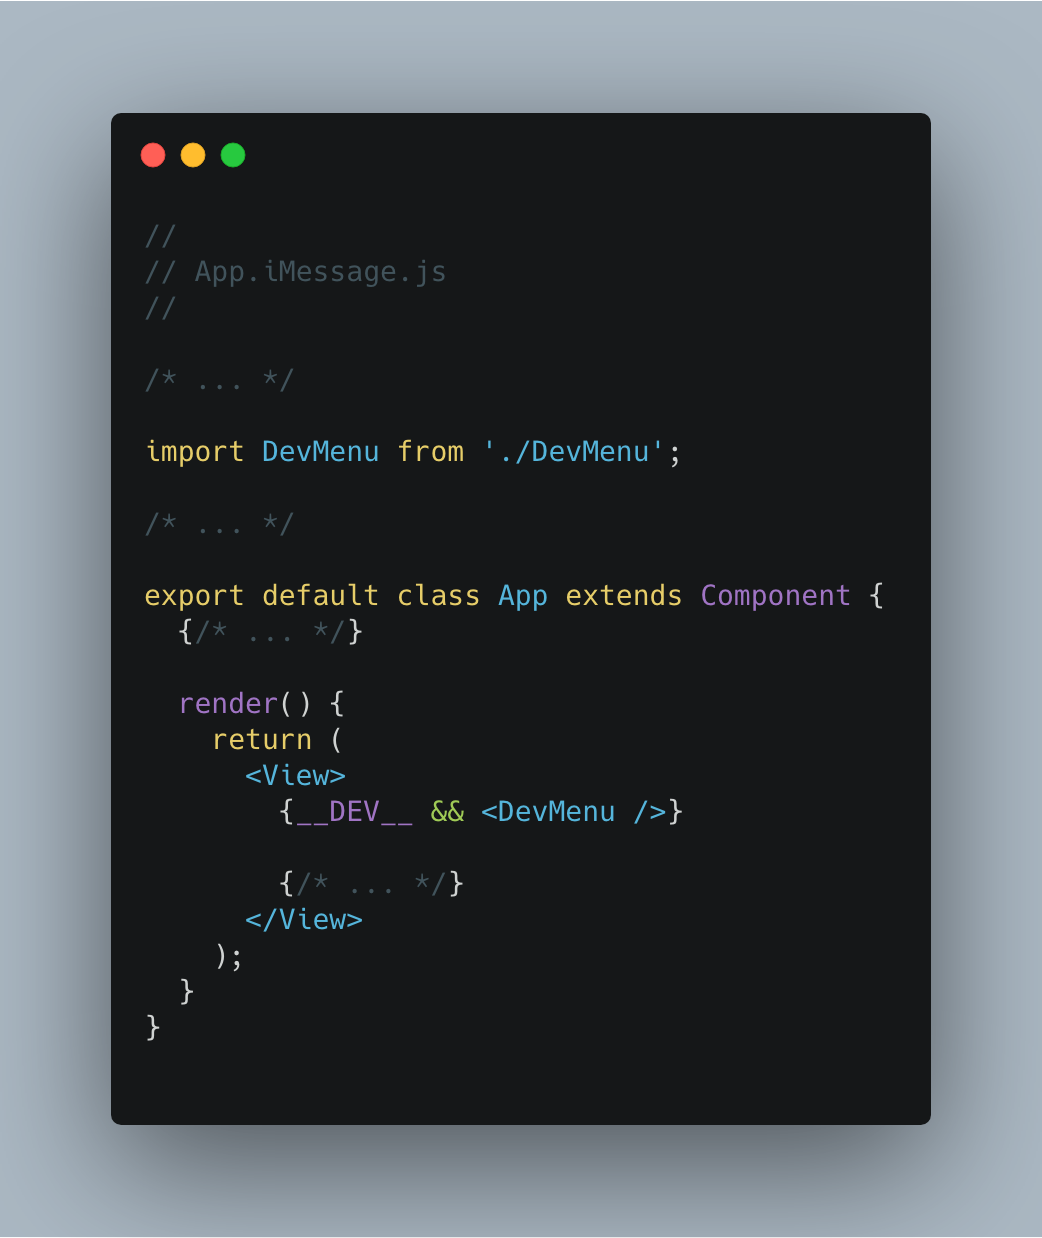 //
// App.iMessage.js
//
/* ... */
import DevMenu from './DevMenu';
/* ... */
export default class App extends Component {
  {/* ... */}
  render() {
    return (
      <View>
        {__DEV__ && <DevMenu />}
        {/* ... */}
      </View>
    );
  }
}